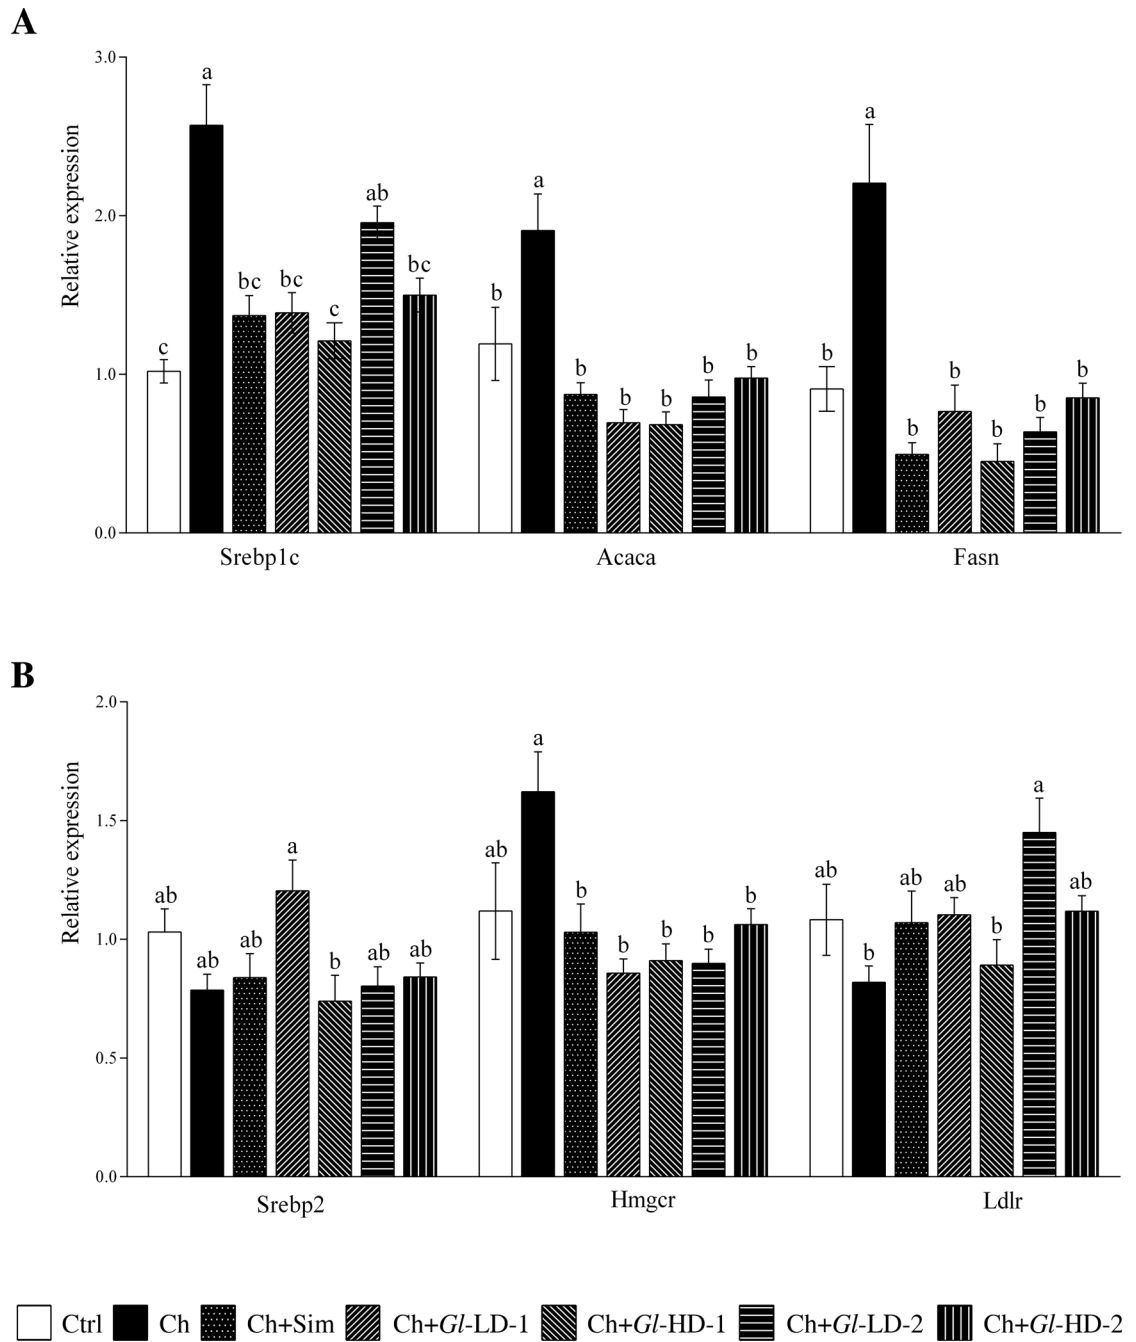 A
3.0
2.0
1.0
0.0
Relative expression
c a bc bc c ab bc
b a b b b b b
b a b b b b b
Srebp1c Acaca Fasn
B
2.0
1.5
1.0
0.5
0.0
Relative expression
ab ab ab a b ab ab
ab a b b b b b
ab b ab ab b a ab
Srebp2 Hmgcr Ldlr
Ctrl Ch Ch+Sim Ch+Gl-LD-1 Ch+Gl-HD-1 Ch+Gl-LD-2 Ch+Gl-HD-2